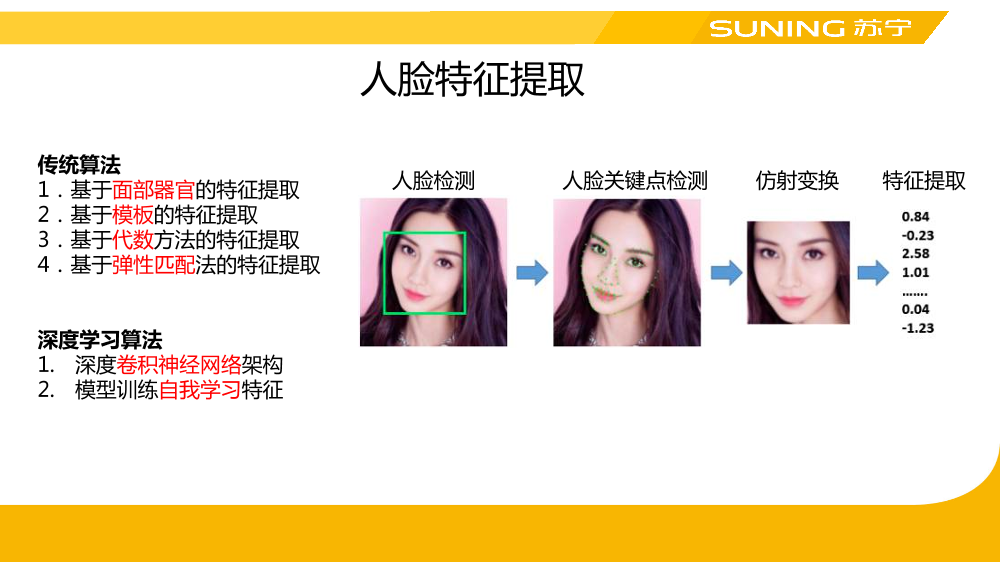 SUNING 苏宁
人脸特征提取
传统算法
1．基于面部器官的特征提取
2．基于模板的特征提取
3．基于代数方法的特征提取
4．基于弹性匹配法的特征提取
深度学习算法
1. 深度卷积神经网络架构
2. 模型训练自我学习特征
人脸检测
人脸关键点检测
仿射变换
特征提取
0.84
-0.23
2.58
1.01
.......
0.04
-1.23